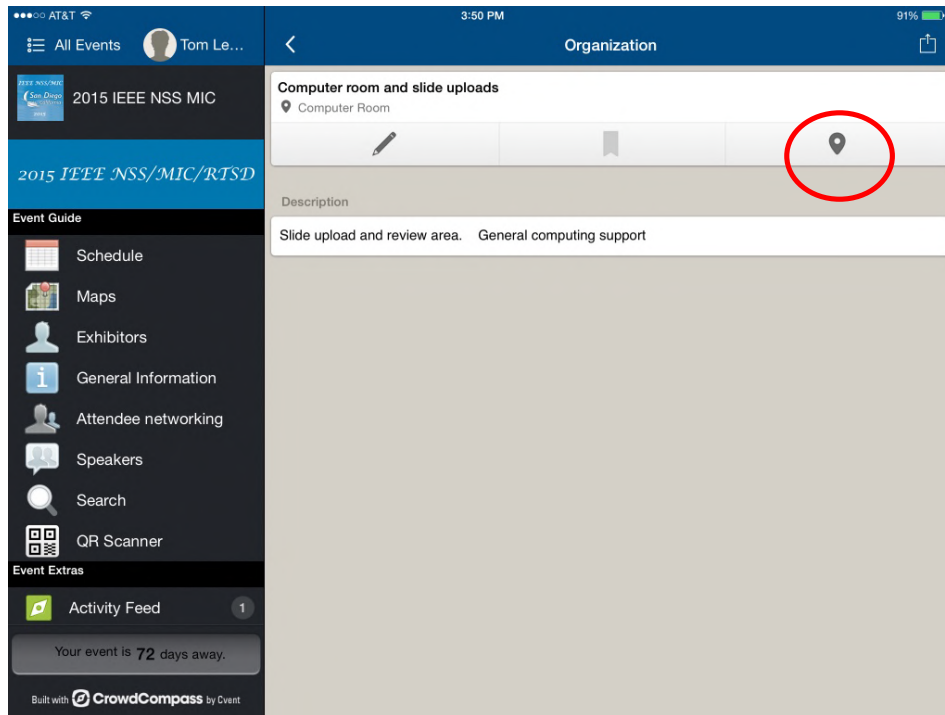 AT&T 3:50 PM 91%
All Events Tom Le...
Organization
2015 IEEE NSS MIC
2015 IEEE NSS/MIC/RTSD
Event Guide
Schedule
Maps
Exhibitors
General Information
Attendee networking
Speakers
Search
QR Scanner
Event Extras
Activity Feed 1
Your event is 72 days away.
Built with CrowdCompass by Cvent
Computer room and slide uploads
Computer Room
Description
Slide upload and review area. General computing support